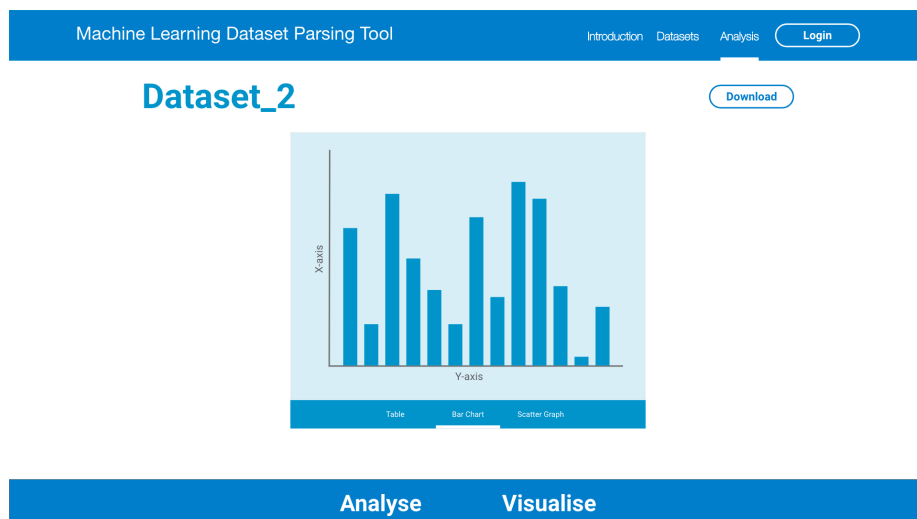 Machine Learning Dataset Parsing Tool
Introduction Datasets Analysis Login
Dataset_2
Download
X-axis
Y-axis
Table Bar Chart Scatter Graph
Analyse Visualise